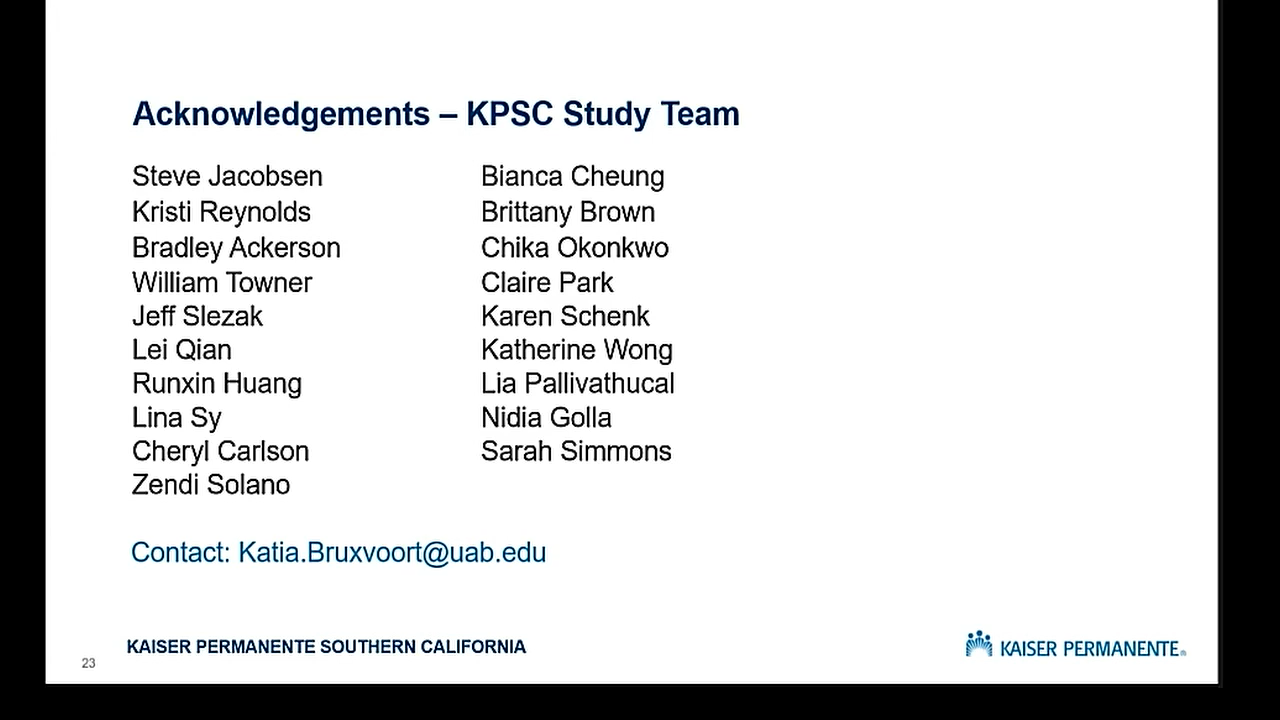 Acknowledgements – KPSC Study Team
Steve Jacobsen
Kristi Reynolds
Bradley Ackerson
William Towner
Jeff Slezak
Lei Qian
Runxin Huang
Lina Sy
Cheryl Carlson
Zendi Solano
Bianca Cheung
Brittany Brown
Chika Okonkwo
Claire Park
Karen Schenk
Katherine Wong
Lia Pallivathucal
Nidia Golla
Sarah Simmons
Contact: Katia.Bruxvoort@uab.edu
23
KAISER PERMANENTE SOUTHERN CALIFORNIA
KAISER PERMANENTE®